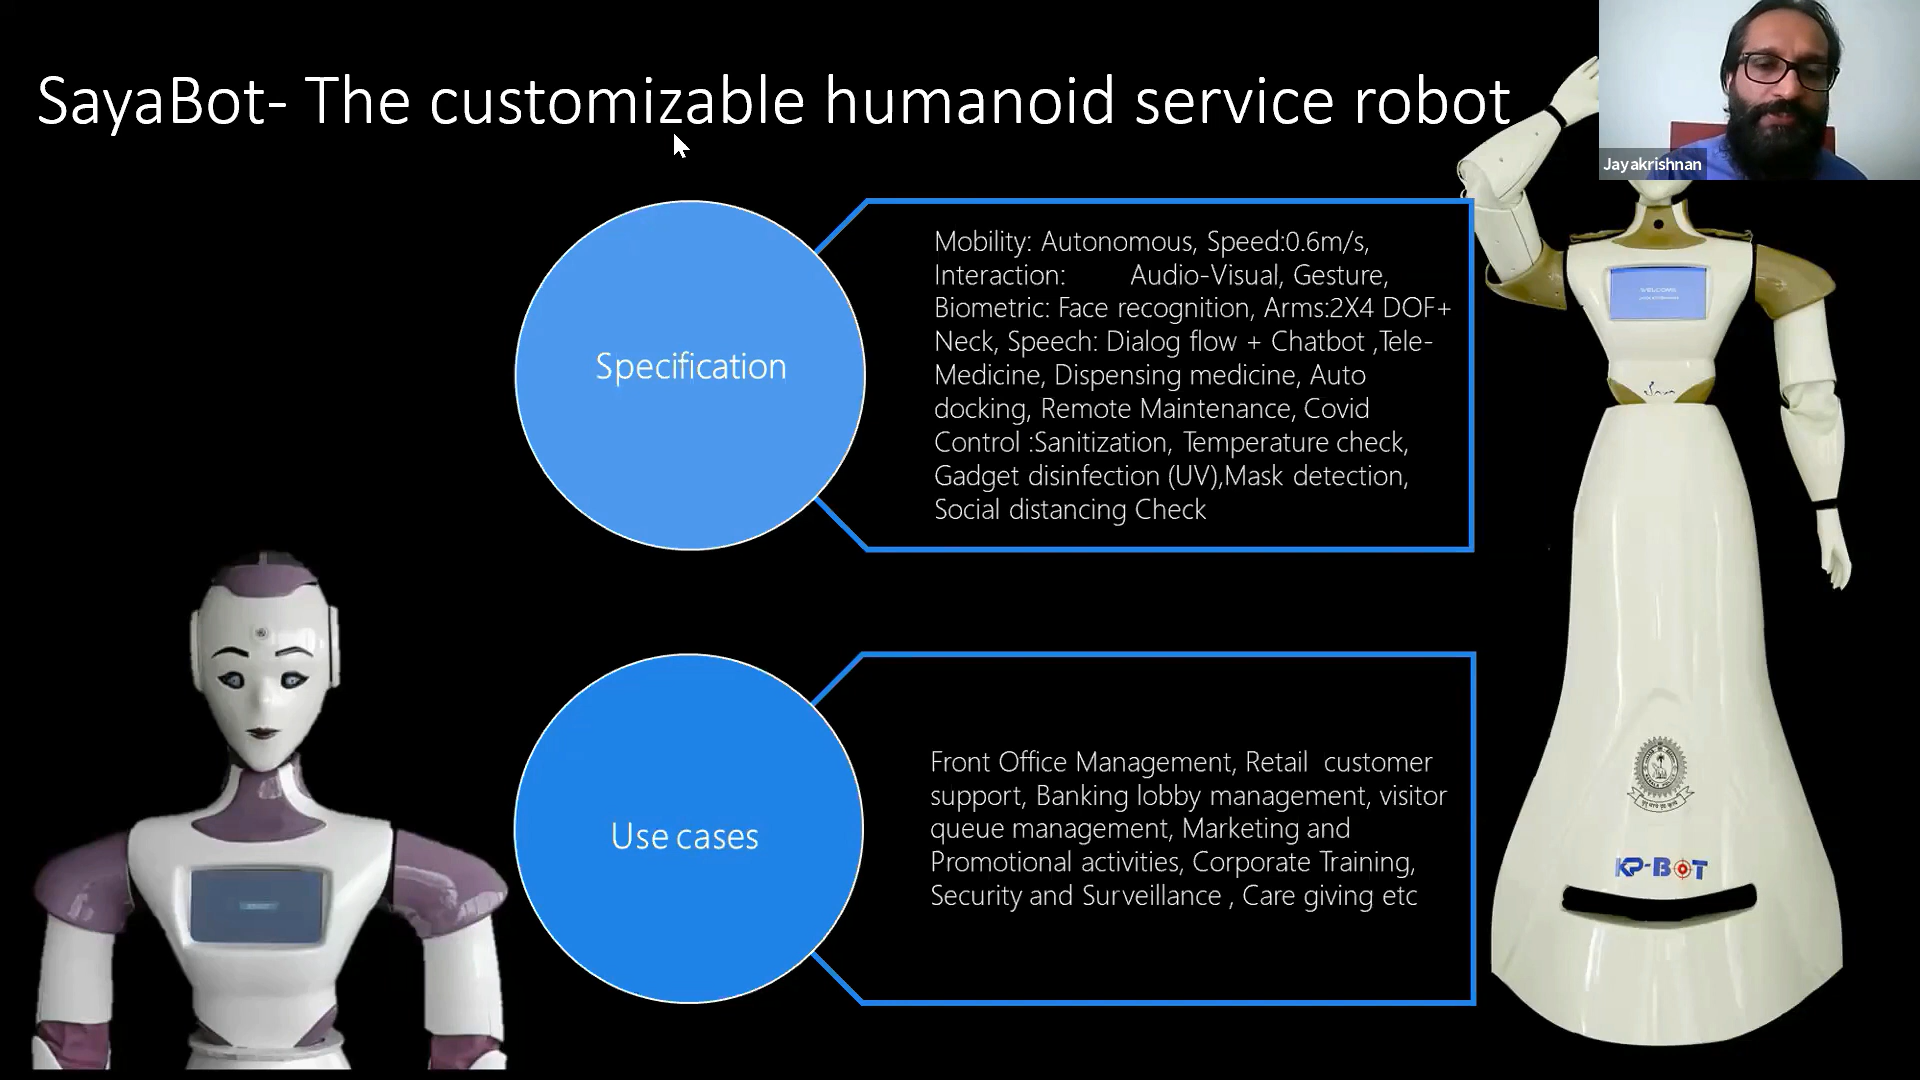 SayaBot- The customizable humanoid service robot
Jayakrishnan
Specification
Mobility: Autonomous, Speed:0.6m/s,
Interaction: Audio-Visual, Gesture,
Biometric: Face recognition, Arms:2X4 DOF+
Neck, Speech: Dialog flow + Chatbot ,Tele-
Medicine, Dispensing medicine, Auto
docking, Remote Maintenance, Covid
Control :Sanitization, Temperature check,
Gadget disinfection (UV),Mask detection,
Social distancing Check
WELCOME
Use cases
Front Office Management, Retail customer
support, Banking lobby management, visitor
queue management, Marketing and
Promotional activities, Corporate Training,
Security and Surveillance , Care giving etc
KP-BOT